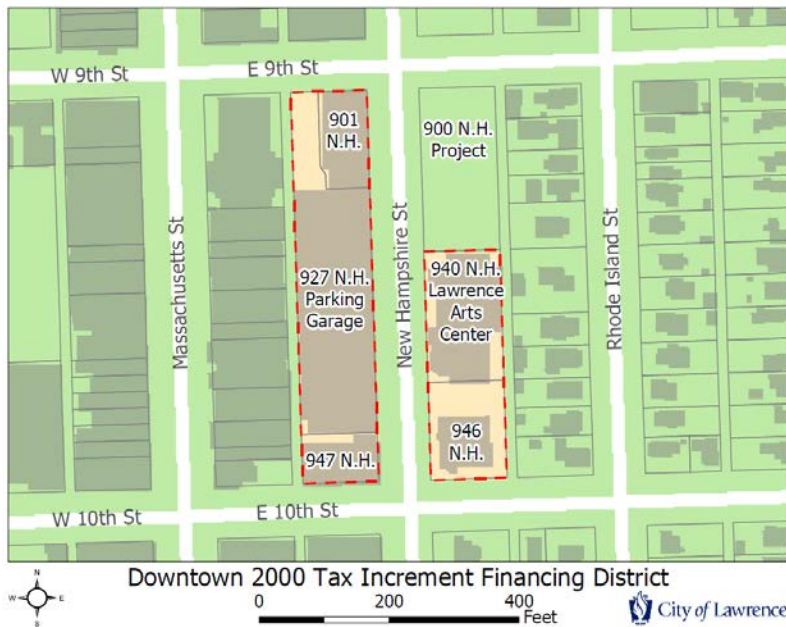 W 9th St
E 9th St
901
N.H.
900 N.H.
Project
Massachusetts St
927 N.H.
Parking
Garage
New Hampshire St
940 N.H.
Lawrence
Arts
Center
Rhode Island St
947 N.H.
946
N.H.
W 10th St
E 10th St
Downtown 2000 Tax Increment Financing District
N
W
E
S
0
200
400
Feet
City of Lawrence